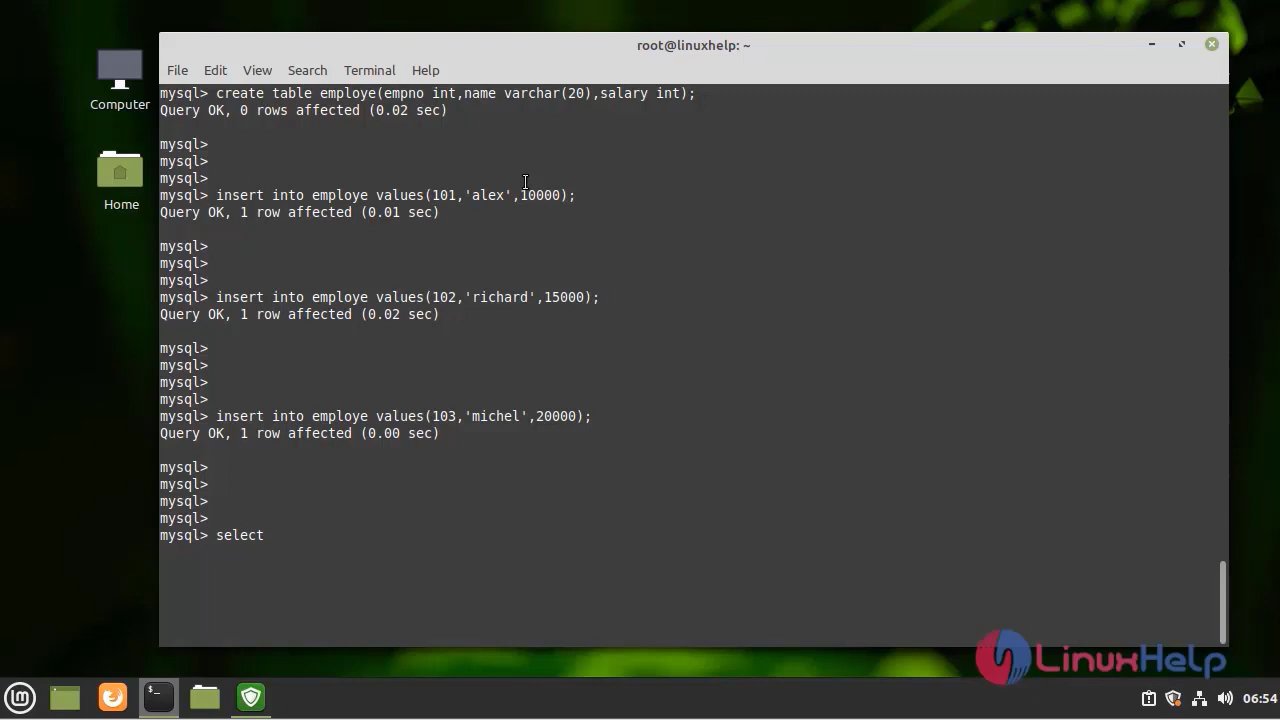 root@linuxhelp: ~
File Edit View Search Terminal Help
Computer
Home
mysql> create table employe(empno int,name varchar(20),salary int);
Query OK, 0 rows affected (0.02 sec)
mysql>
mysql>
mysql>
mysql> insert into employe values(101,'alex',10000);
Query OK, 1 row affected (0.01 sec)
mysql>
mysql>
mysql>
mysql> insert into employe values(102,'richard',15000);
Query OK, 1 row affected (0.02 sec)
mysql>
mysql>
mysql>
mysql>
mysql> insert into employe values(103,'michel',20000);
Query OK, 1 row affected (0.00 sec)
mysql>
mysql>
mysql>
mysql>
mysql> select
LinuxHelp
06:54